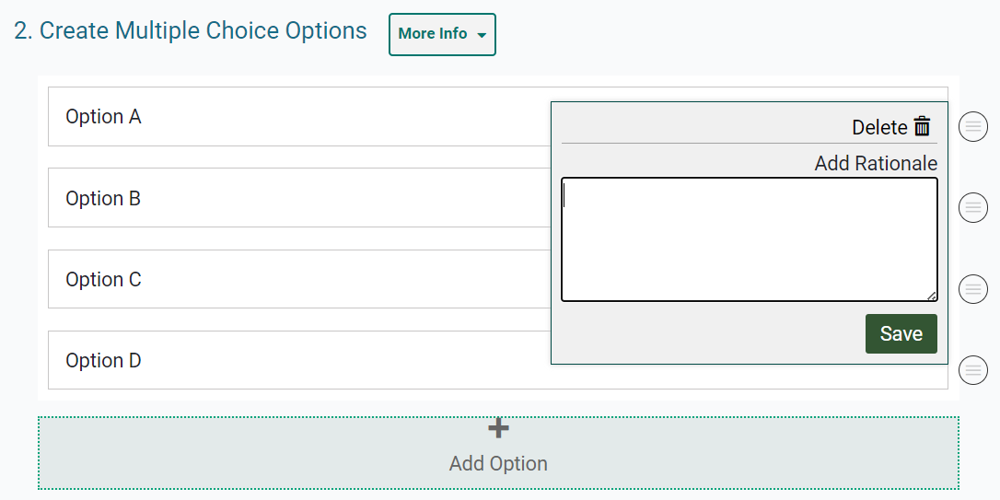 2. Create Multiple Choice Options
More Info
Option A
Delete
Add Rationale
Option B
Option C
Save
Option D
Add Option